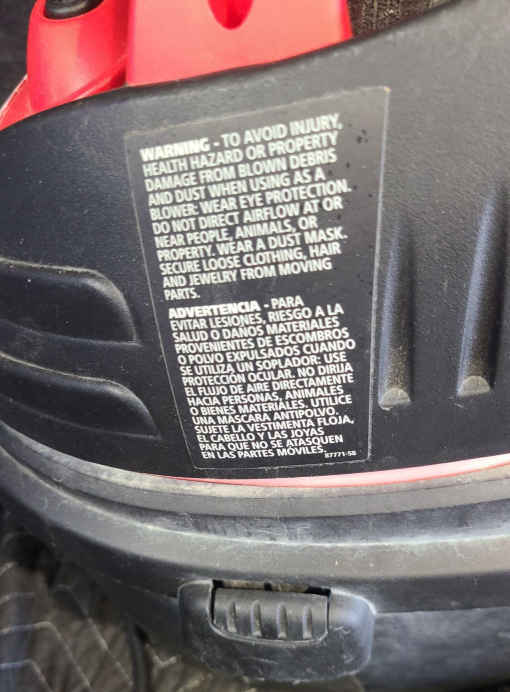 WARNING - TO AVOID INJURY,
HEALTH HAZARD OR PROPERTY
DAMAGE FROM BLOWN DEBRIS
AND DUST WHEN USING AS A
BLOWER: WEAR EYE PROTECTION.
DO NOT DIRECT AIRFLOW AT OR
NEAR PEOPLE, ANIMALS, OR
PROPERTY. WEAR A DUST MASK.
SECURE LOOSE CLOTHING, HAIR
AND JEWELRY FROM MOVING
PARTS.
ADVERTENCIA - PARA
EVITAR LESIONES, RIESGO A LA
SALUD O DAÑOS MATERIALES
PROVENIENTES DE ESCOMBROS
O POLVO EXPULSADOS CUANDO
SE UTILIZA UN SOPLADOR: USE
PROTECCIÓN OCULAR. NO DIRIJA
EL FLUJO DE AIRE DIRECTAMENTE
HACIA PERSONAS, ANIMALES
O BIENES MATERIALES, UTILICE
UNA MÁSCARA ANTIPOLVO.
SUJETE LA VESTIMENTA FLOJA,
EL CABELLO Y LAS JOYAS
PARA QUE NO SE ATASQUEN
EN LAS PARTES MÓVILES.
87771-58